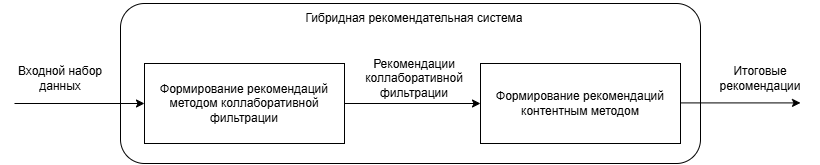 Гибридная рекомендательная система
Входной набор
данных
Формирование рекомендаций
методом коллаборативной
фильтрации
Рекомендации
коллаборативной
фильтрации
Формирование рекомендаций
контентным методом
Итоговые
рекомендации